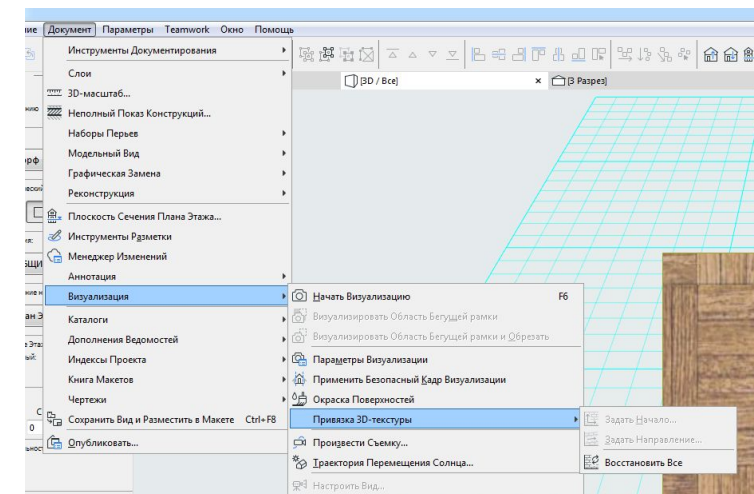 Документ Параметры Teamwork Окно Помощь
Инструменты Документирования
Слои
3D-масштаб...
Неполный Показ Конструкций...
Наборы Перьев
Модельный Вид
Графическая Замена
Реконструкция
Плоскость Сечения Плана Этажа...
Инструменты Разметки
Менеджер Изменений
Аннотация
Визуализация
Каталоги
Дополнения Ведомостей
Индексы Проекта
Книга Макетов
Чертежи
Сохранить Вид и Разместить в Макете Ctrl+F8
Опубликовать...
[3D / Все]
[3 Разрез]
Начать Визуализацию F6
Визуализировать Область Бегущей рамки
Визуализировать Область Бегущей рамки и Обрезать
Параметры Визуализации
Применить Безопасный Кадр Визуализации
Окраска Поверхностей
Привязка 3D-текстуры
Произвести Съемку...
Траектория Перемещения Солнца...
Настроить Вид...
Задать Начало...
Задать Направление...
Восстановить Все
0